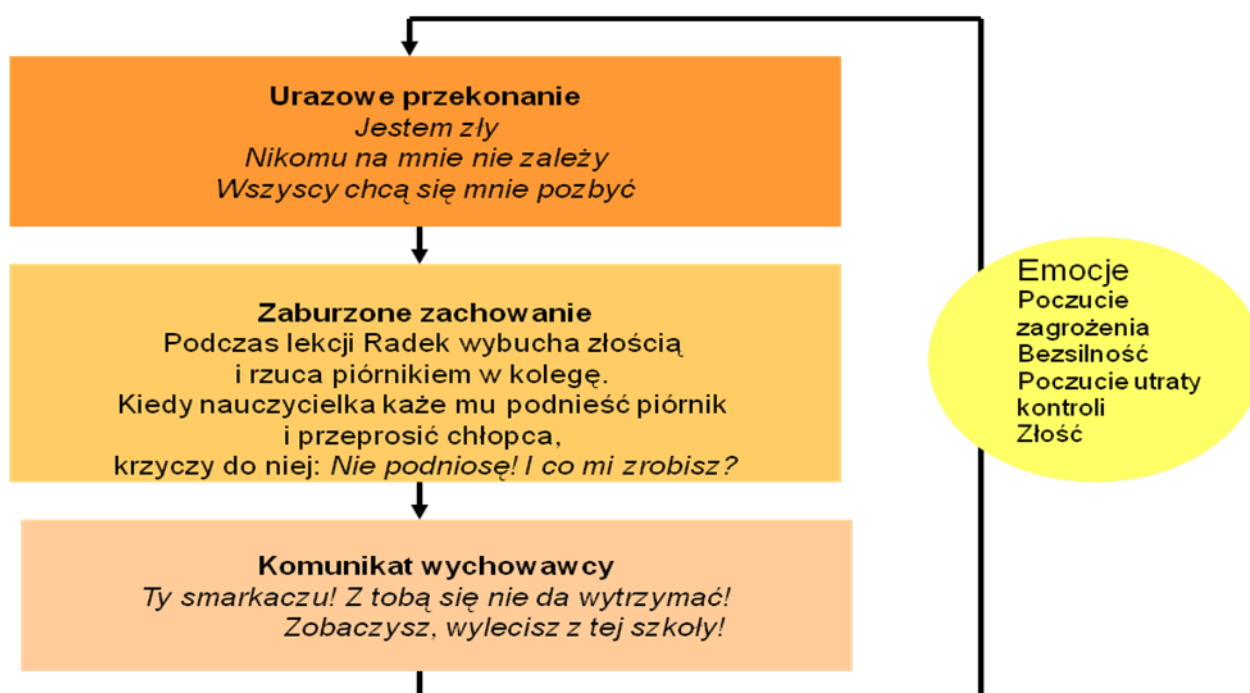 Urazowe przekonanie
Jestem zły
Nikomu na mnie nie zależy
Wszyscy chcą się mnie pozbyć
Zaburzone zachowanie
Podczas lekcji Radek wybucha złością
i rzuca piórnikiem w kolegę.
Kiedy nauczycielka każe mu podnieść piórnik
i przeprosić chłopca,
krzyczy do niej: Nie podniosę! I co mi zrobisz?
Komunikat wychowawcy
Ty smarkaczu! Z tobą się nie da wytrzymać!
Zobaczysz, wylecisz z tej szkoły!
Emocje
Poczucie
zagrożenia
Bezsilność
Poczucie utraty
kontroli
Złość